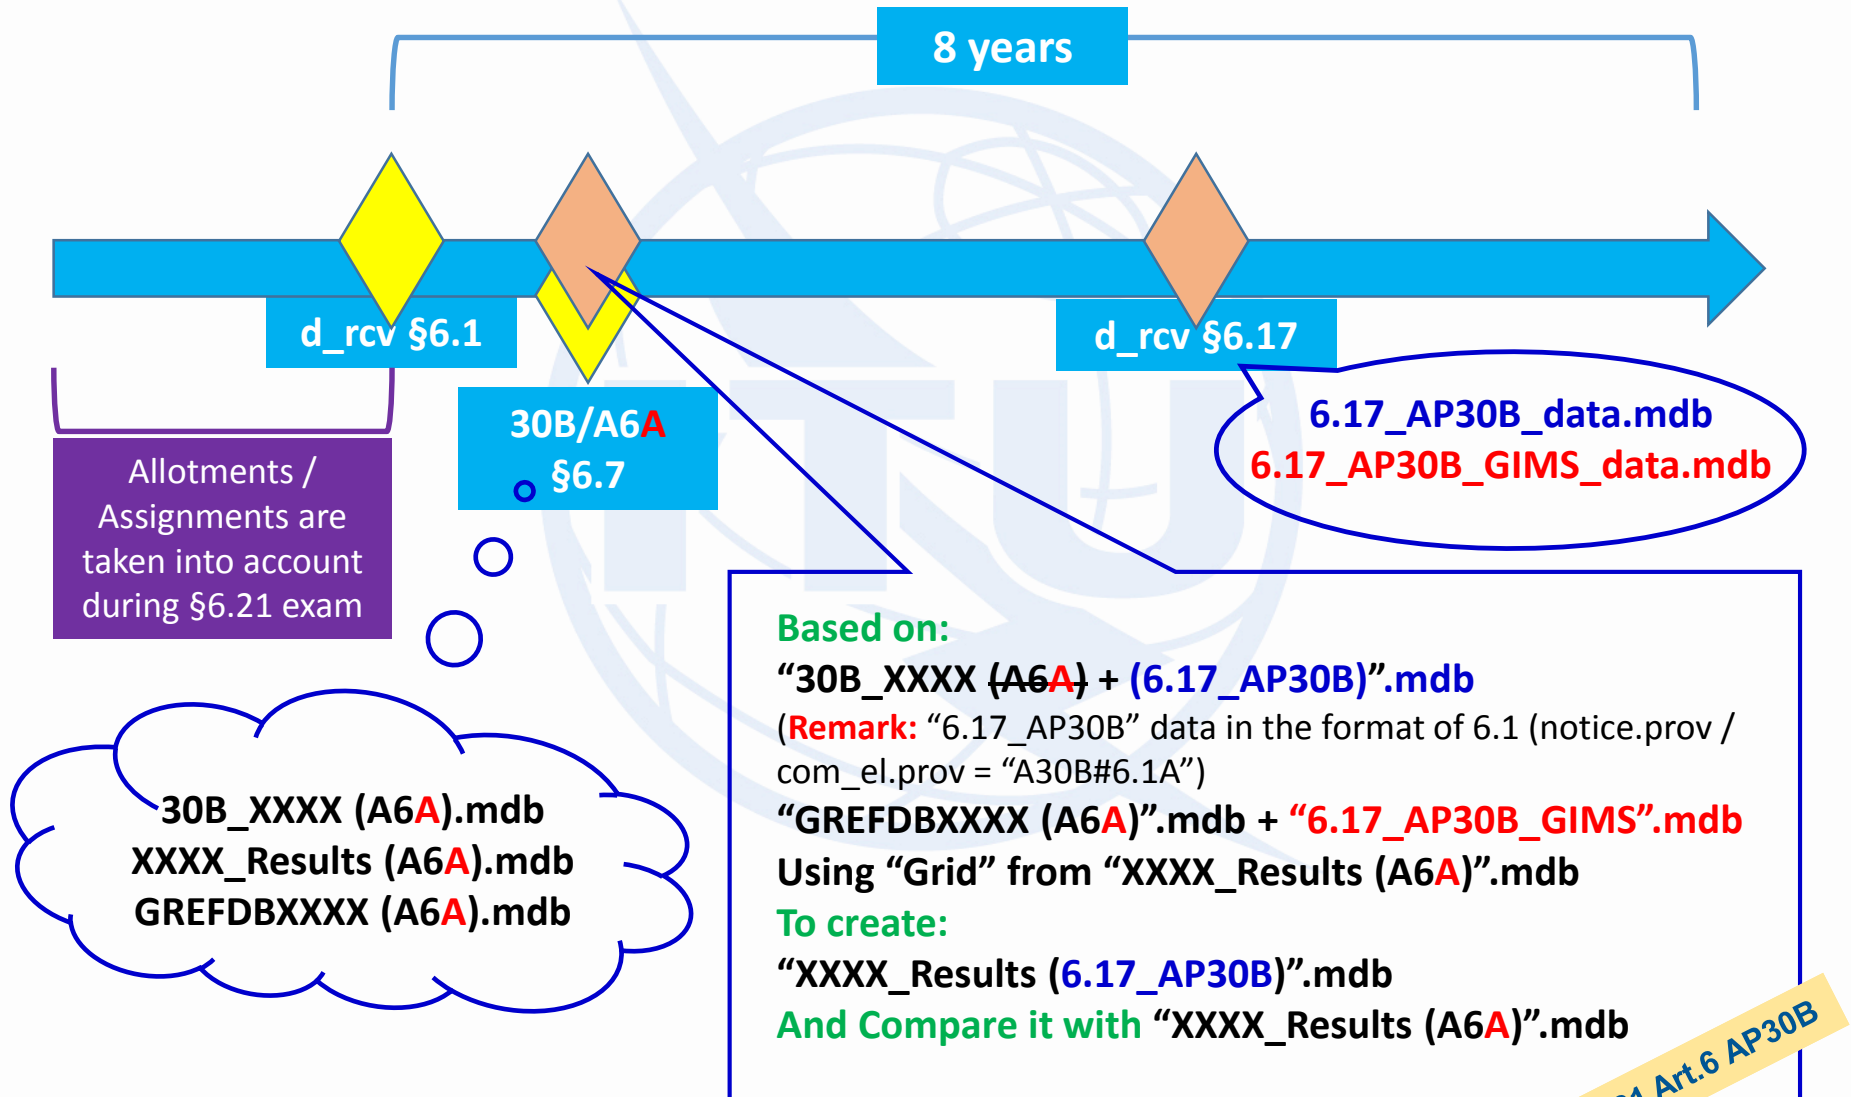 8 years
d_rcv §6.1
d_rcv §6.17
30B/A6A
§6.7
6.17_AP30B_data.mdb
6.17_AP30B_GIMS_data.mdb
Allotments /
Assignments are
taken into account
during §6.21 exam
30B_XXXX (A6A).mdb
XXXX_Results (A6A).mdb
GREFDBXXXX (A6A).mdb
Based on:
“30B_XXXX (A6A) + (6.17_AP30B)”.mdb
(Remark: “6.17_AP30B” data in the format of 6.1 (notice.prov /
com_el.prov = “A30B#6.1A”)
“GREFDBXXXX (A6A)”.mdb + “6.17_AP30B_GIMS”.mdb
Using “Grid” from “XXXX_Results (A6A)”.mdb
To create:
“XXXX_Results (6.17_AP30B)”.mdb
And Compare it with “XXXX_Results (A6A)”.mdb
Art.6 AP30B
ITU